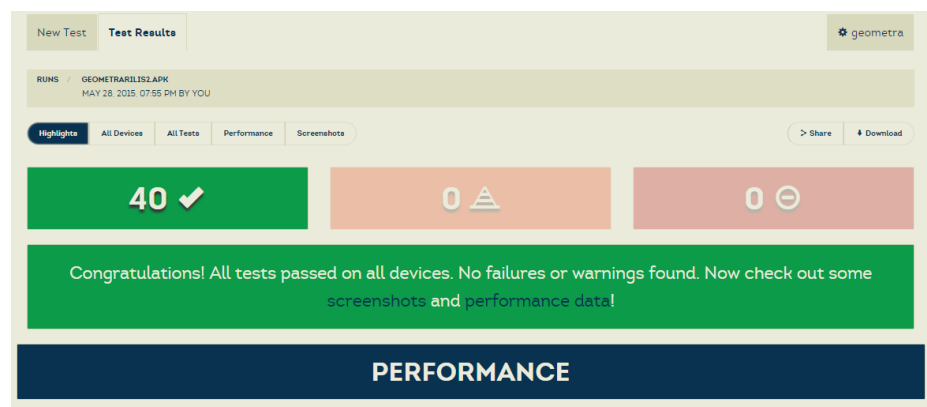 New Test Test Results geometra
RUNS / GEOMETRARILIS2.APK
MAY 28, 2015, 07:55 PM BY YOU
Highlights All Devices All Tests Performance Screenshots Share Download
40 0 0
Congratulations! All tests passed on all devices. No failures or warnings found. Now check out some
screenshots and performance data!
PERFORMANCE